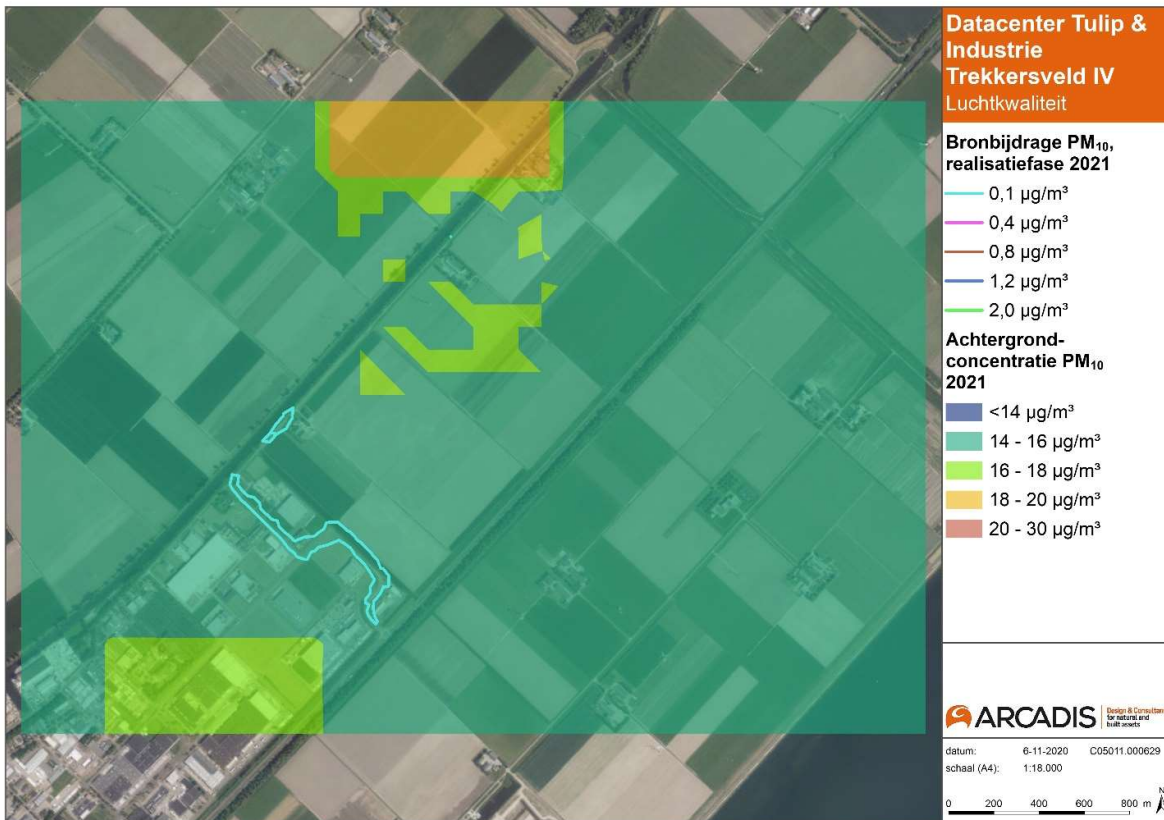 Datacenter Tulip &
Industrie
Trekkersveld IV
Luchtkwaliteit
Bronbijdrage PM₁₀,
realisatiefase 2021
0,1 µg/m³
0,4 µg/m³
0,8 µg/m³
1,2 µg/m³
2,0 µg/m³
Achtergrond-
concentratie PM₁₀
2021
<14 µg/m³
14 - 16 µg/m³
16 - 18 µg/m³
18 - 20 µg/m³
20 - 30 µg/m³
ARCADIS
Design & Consultan
for natural and
built assets
datum: 6-11-2020 C05011.000629
schaal (A4): 1:18.000
0 200 400 600 800 m
N